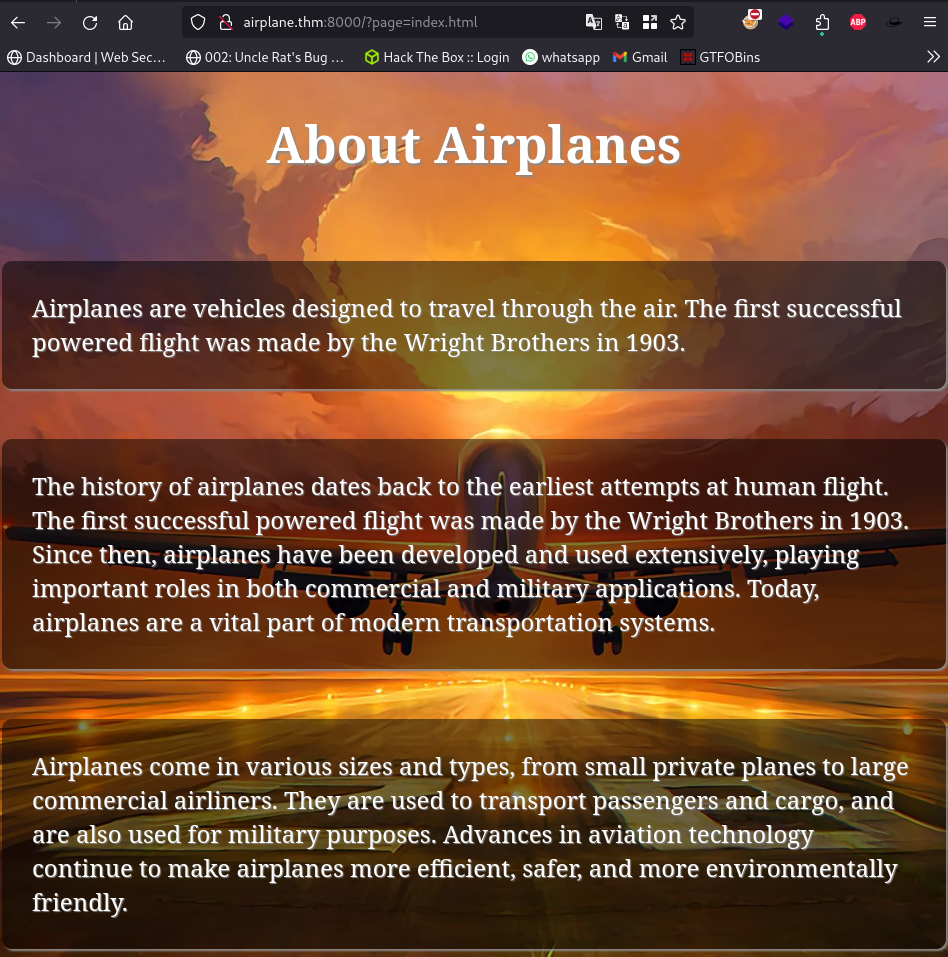 airplane.thm:8000/?page=index.html
ABP
Dashboard | Web Sec… 002: Uncle Rat's Bug … Hack The Box :: Login whatsapp Gmail GTFOBins
About Airplanes
Airplanes are vehicles designed to travel through the air. The first successful
powered flight was made by the Wright Brothers in 1903.
The history of airplanes dates back to the earliest attempts at human flight.
The first successful powered flight was made by the Wright Brothers in 1903.
Since then, airplanes have been developed and used extensively, playing
important roles in both commercial and military applications. Today,
airplanes are a vital part of modern transportation systems.
Airplanes come in various sizes and types, from small private planes to large
commercial airliners. They are used to transport passengers and cargo, and
are also used for military purposes. Advances in aviation technology
continue to make airplanes more efficient, safer, and more environmentally
friendly.